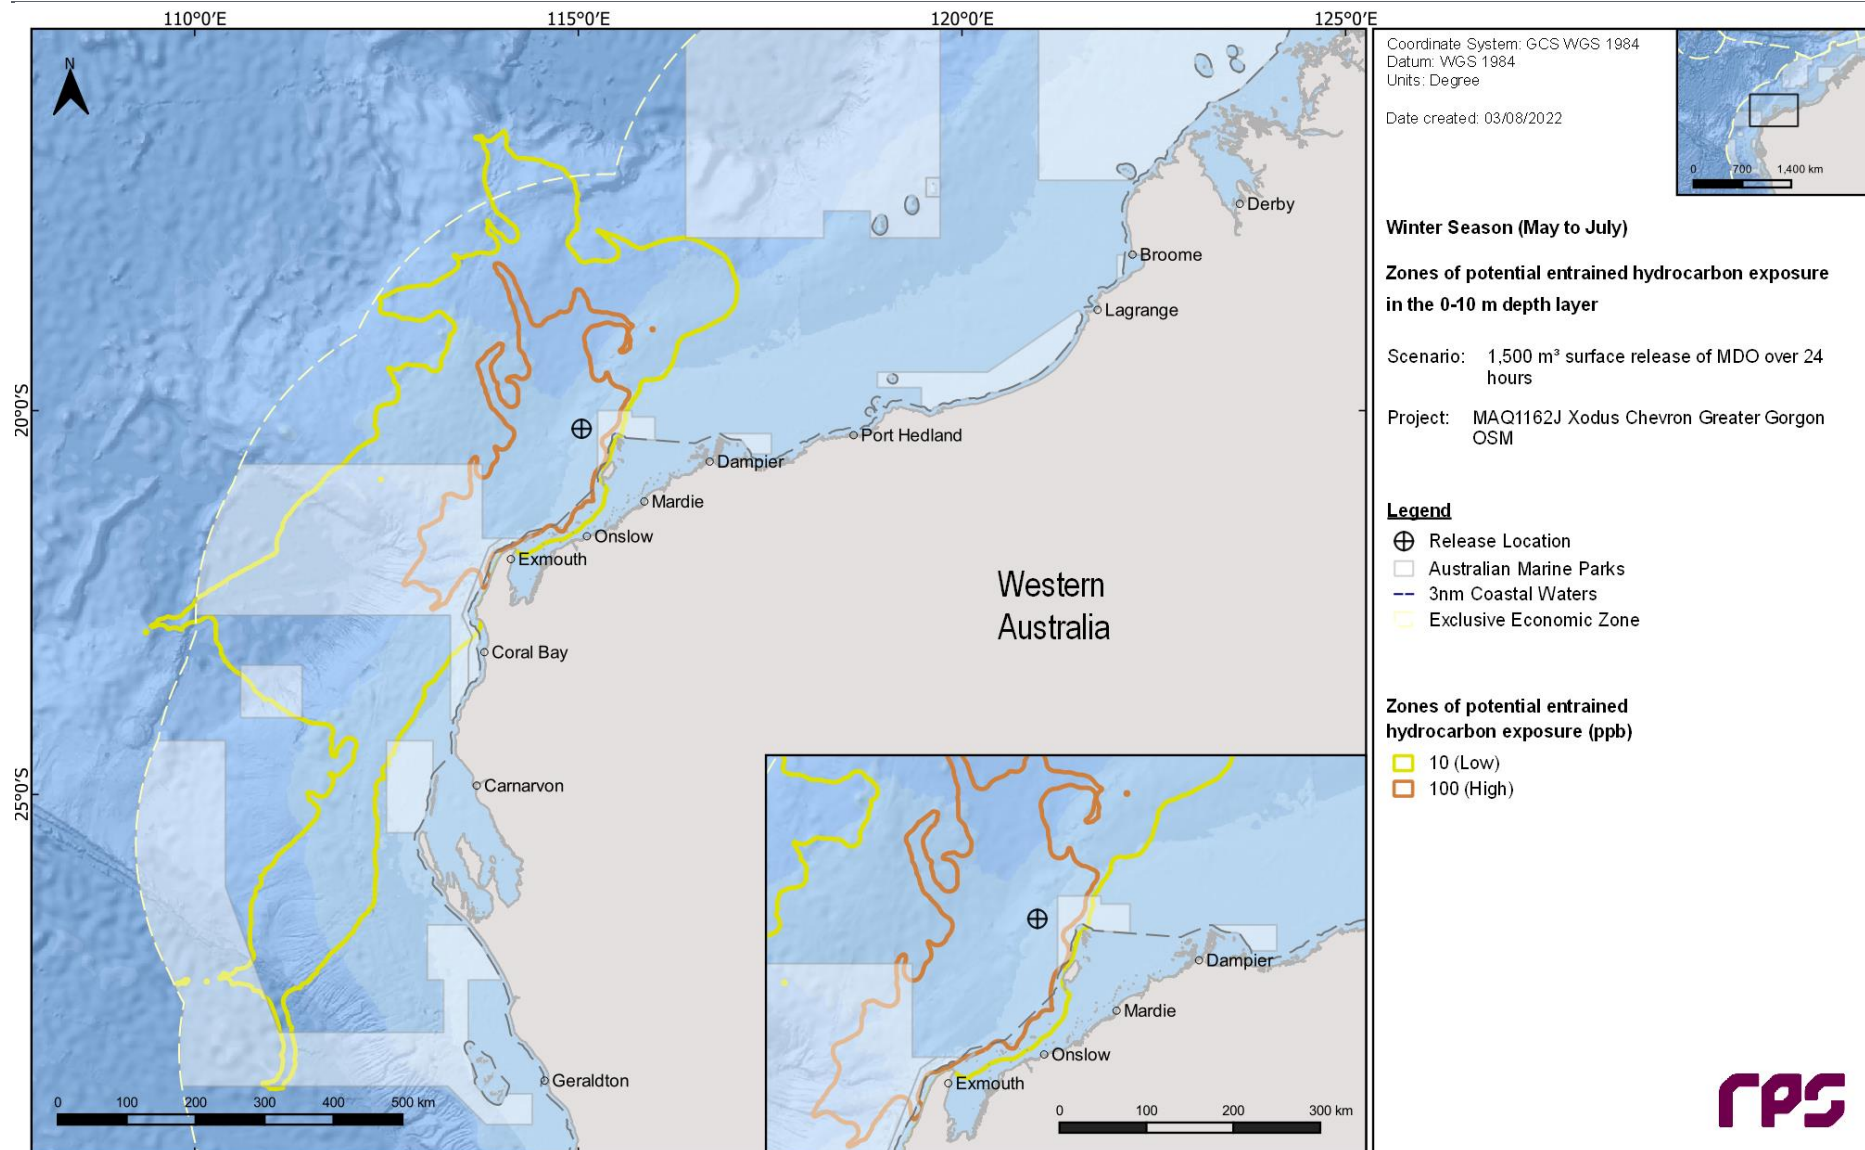 110°0'E
115°0'E
120°0'E
125°0'E
20°0'S
25°0'S
N
Derby
Broome
Lagrange
Port Hedland
Dampier
Mardie
Onslow
Exmouth
Coral Bay
Carnarvon
Geraldton
Western
Australia
0 100 200 300 400 500 km
Dampier
Mardie
Onslow
Exmouth
0 100 200 300 km
Coordinate System: GCS WGS 1984
Datum: WGS 1984
Units: Degree
Date created: 03/08/2022
0 700 1,400 km
Winter Season (May to July)
Zones of potential entrained hydrocarbon exposure
in the 0-10 m depth layer
Scenario: 1,500 m³ surface release of MDO over 24
hours
Project: MAQ1162J Xodus Chevron Greater Gorgon
OSM
Legend
Release Location
Australian Marine Parks
3nm Coastal Waters
Exclusive Economic Zone
Zones of potential entrained
hydrocarbon exposure (ppb)
10 (Low)
100 (High)
rps